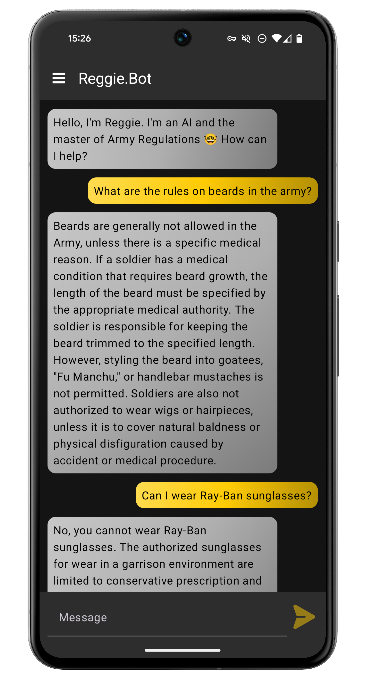 15:26
Reggie.Bot
Hello, I'm Reggie. I'm an AI and the
master of Army Regulations 🤓 How can
I help?
What are the rules on beards in the army?
Beards are generally not allowed in the
Army, unless there is a specific medical
reason. If a soldier has a medical
condition that requires beard growth, the
length of the beard must be specified by
the appropriate medical authority. The
soldier is responsible for keeping the
beard trimmed to the specified length.
However, styling the beard into goatees,
"Fu Manchu," or handlebar mustaches is
not permitted. Soldiers are also not
authorized to wear wigs or hairpieces,
unless it is to cover natural baldness or
physical disfiguration caused by
accident or medical procedure.
Can I wear Ray-Ban sunglasses?
No, you cannot wear Ray-Ban
sunglasses. The authorized sunglasses
for wear in a garrison environment are
limited to conservative prescription and
Message